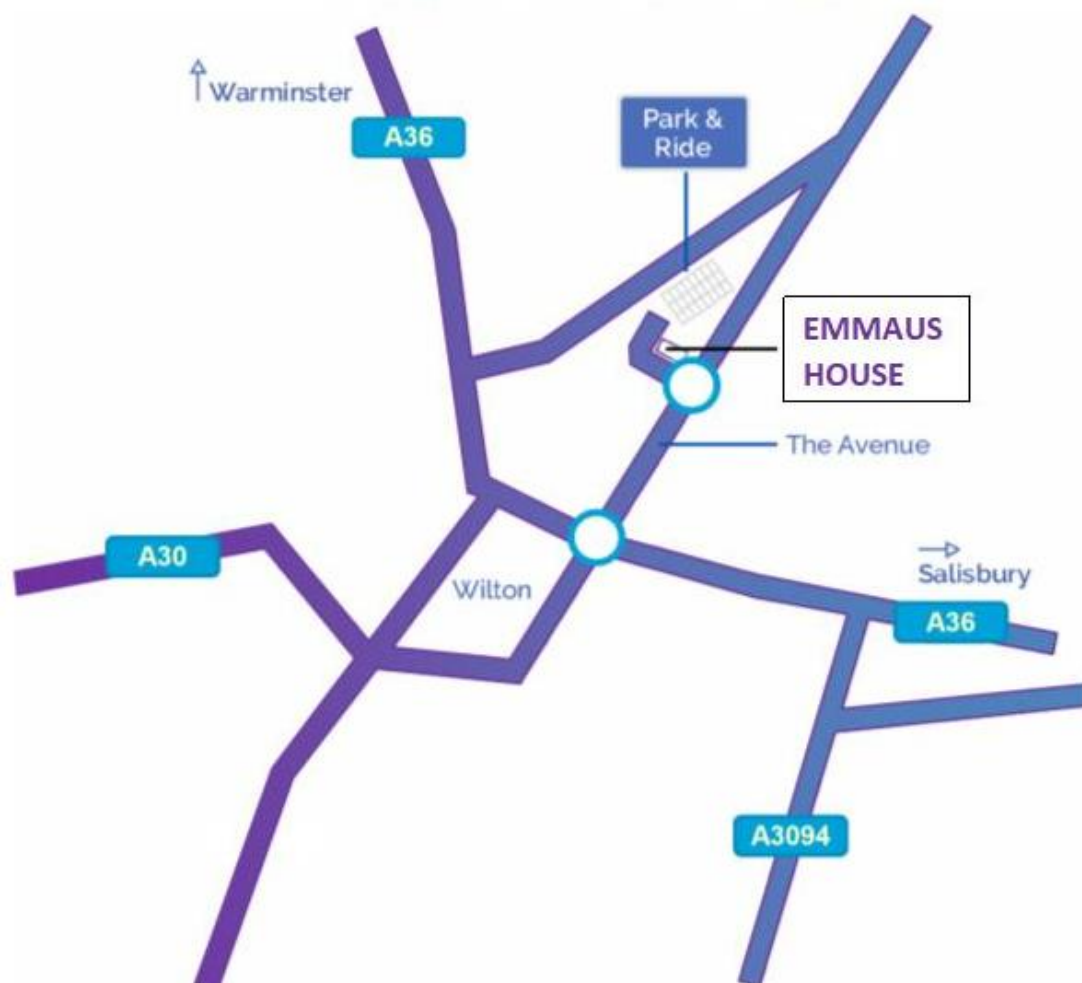 Warminster
A36
Park &
Ride
EMMAUS
HOUSE
The Avenue
A30
Wilton
Salisbury
A36
A3094